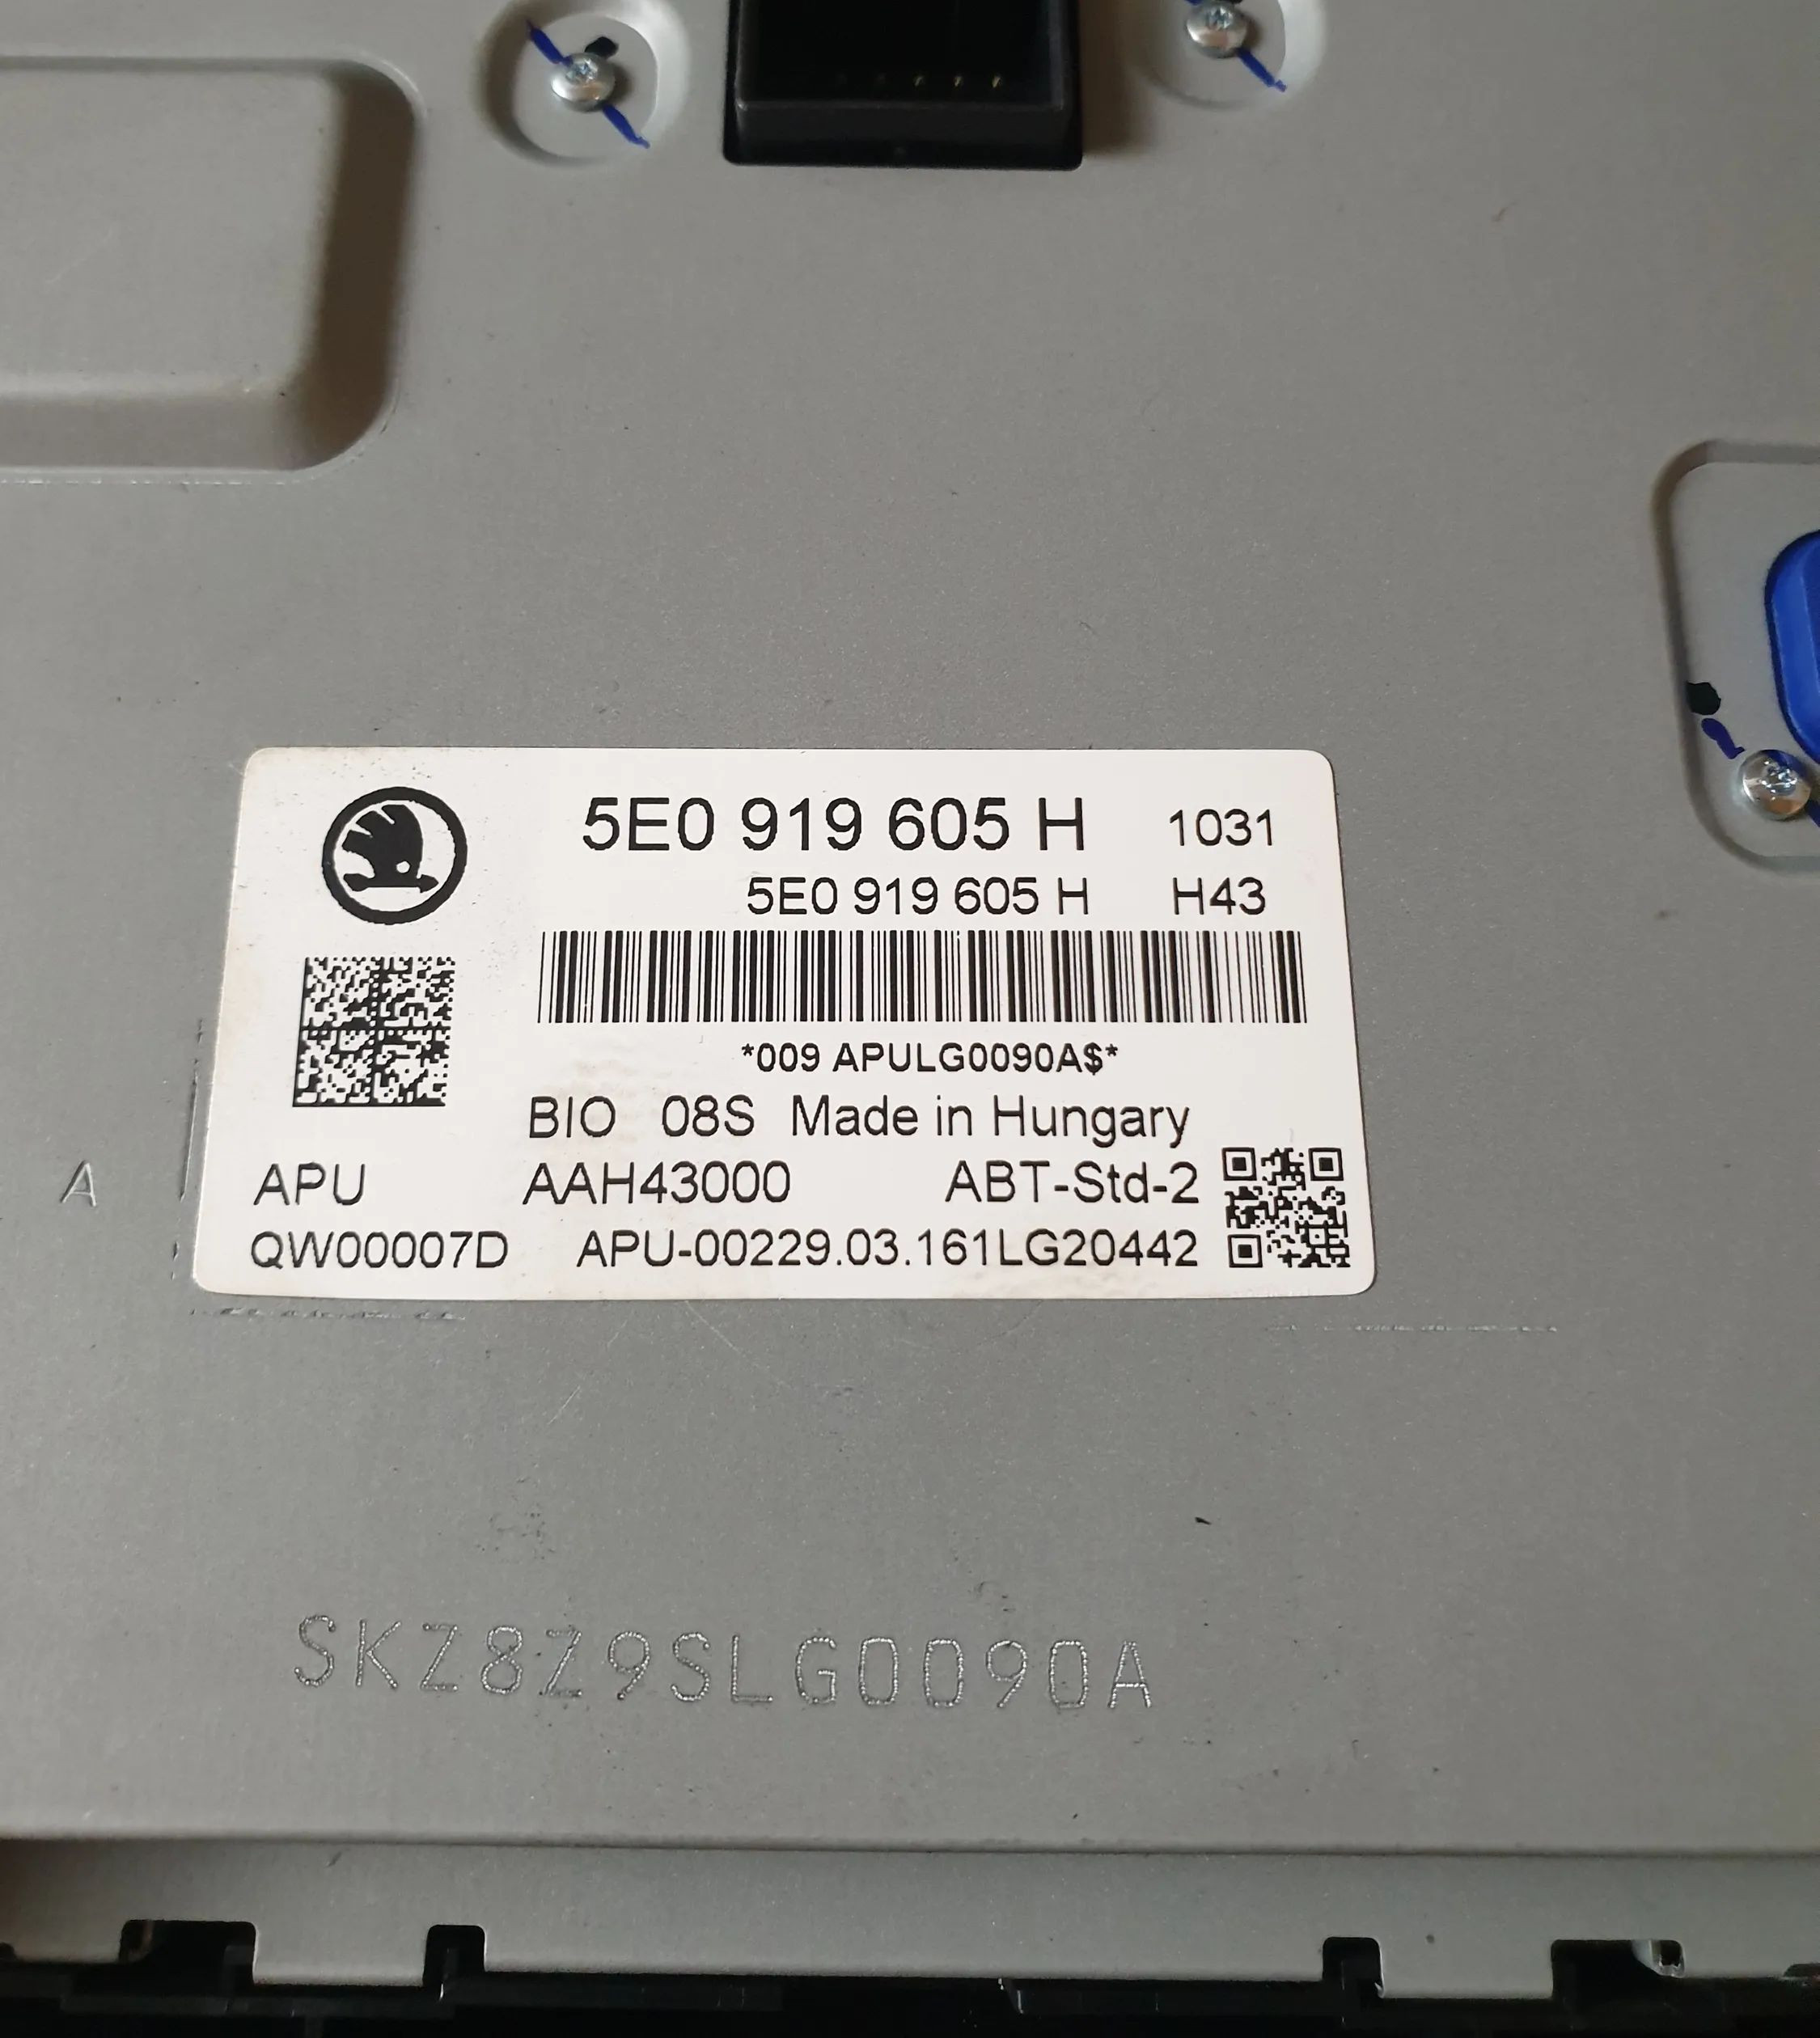 5E0 919 605 H 1031
5E0 919 605 H H43
*009 APULG0090A$*
BIO 08S Made in Hungary
APU AAH43000 ABT-Std-2
QW00007D APU-00229.03.161LG20442
A
SKZ8Z9SLG0090A